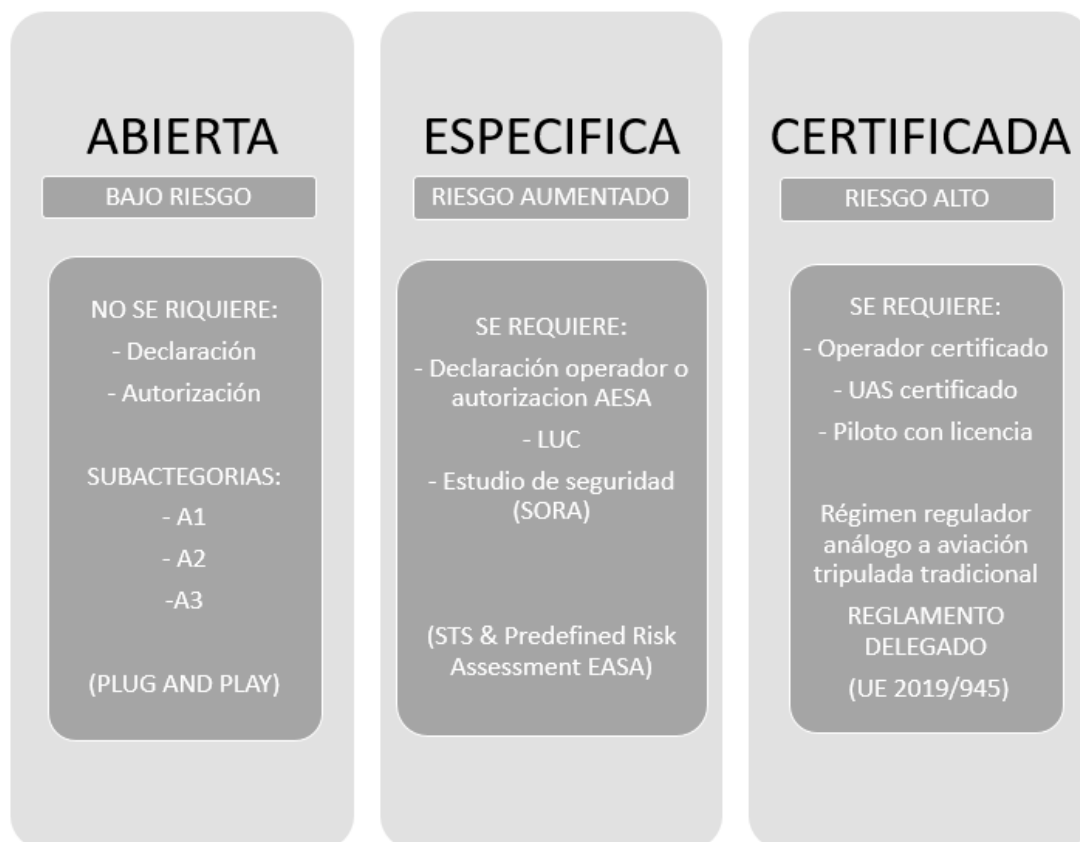 ABIERTA
BAJO RIESGO
NO SE RIQUIERE:
- Declaración
- Autorización
SUBACTEGORIAS:
- A1
- A2
-A3
(PLUG AND PLAY)
ESPECIFICA
RIESGO AUMENTADO
SE REQUIERE:
- Declaración operador o
autorizacion AESA
- LUC
- Estudio de seguridad
(SORA)
(STS & Predefined Risk
Assessment EASA)
CERTIFICADA
RIESGO ALTO
SE REQUIERE:
- Operador certificado
- UAS certificado
- Piloto con licencia
Régimen regulador
análogo a aviación
tripulada tradicional
REGLAMENTO
DELEGADO
(UE 2019/945)